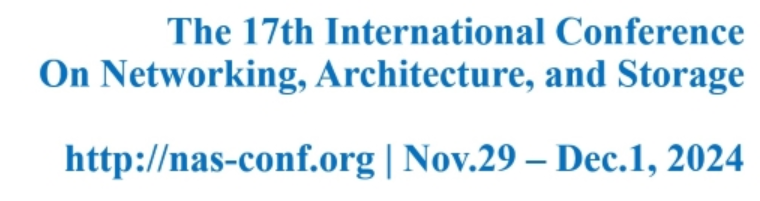 The 17th International Conference
On Networking, Architecture, and Storage
http://nas-conf.org | Nov.29 – Dec.1, 2024